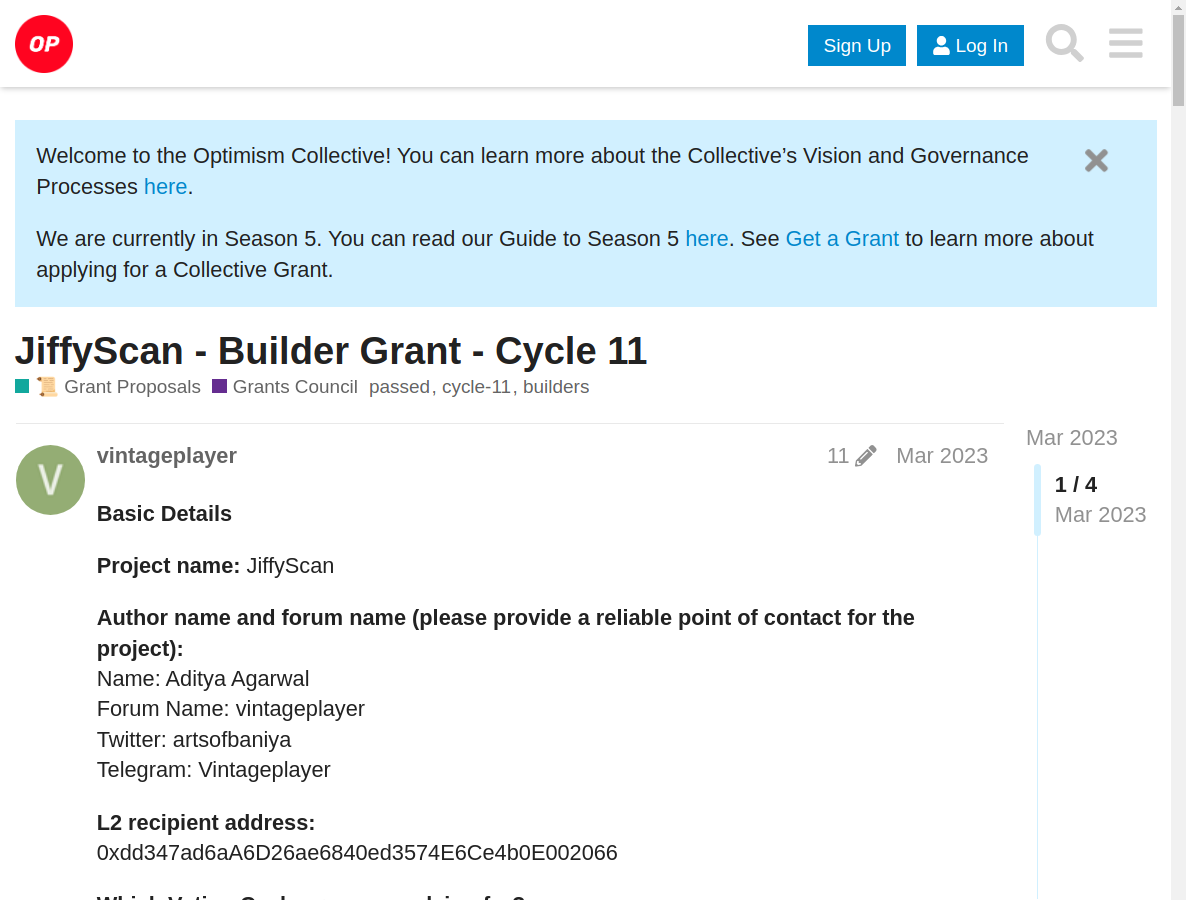 OP
Sign Up
Log In
Welcome to the Optimism Collective! You can learn more about the Collective’s Vision and Governance
Processes here.
We are currently in Season 5. You can read our Guide to Season 5 here. See Get a Grant to learn more about
applying for a Collective Grant.
JiffyScan - Builder Grant - Cycle 11
📜 Grant Proposals Grants Council passed, cycle-11, builders
V
vintageplayer 11 Mar 2023
Basic Details
Project name: JiffyScan
Author name and forum name (please provide a reliable point of contact for the
project):
Name: Aditya Agarwal
Forum Name: vintageplayer
Twitter: artsofbaniya
Telegram: Vintageplayer
L2 recipient address:
0xdd347ad6aA6D26ae6840ed3574E6Ce4b0E002066
Mar 2023
1 / 4
Mar 2023